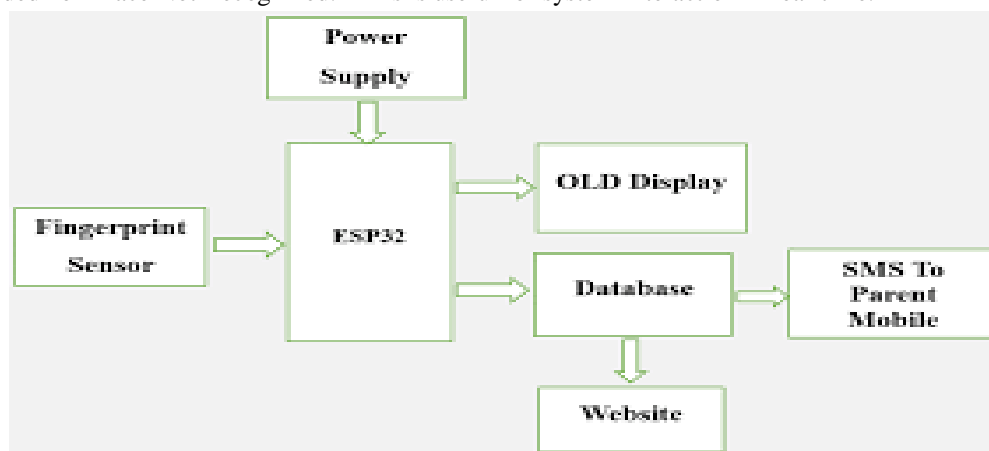 Power
Supply
OLD Display
Fingerprint
Sensor
ESP32
Database
SMS To
Parent
Mobile
Website